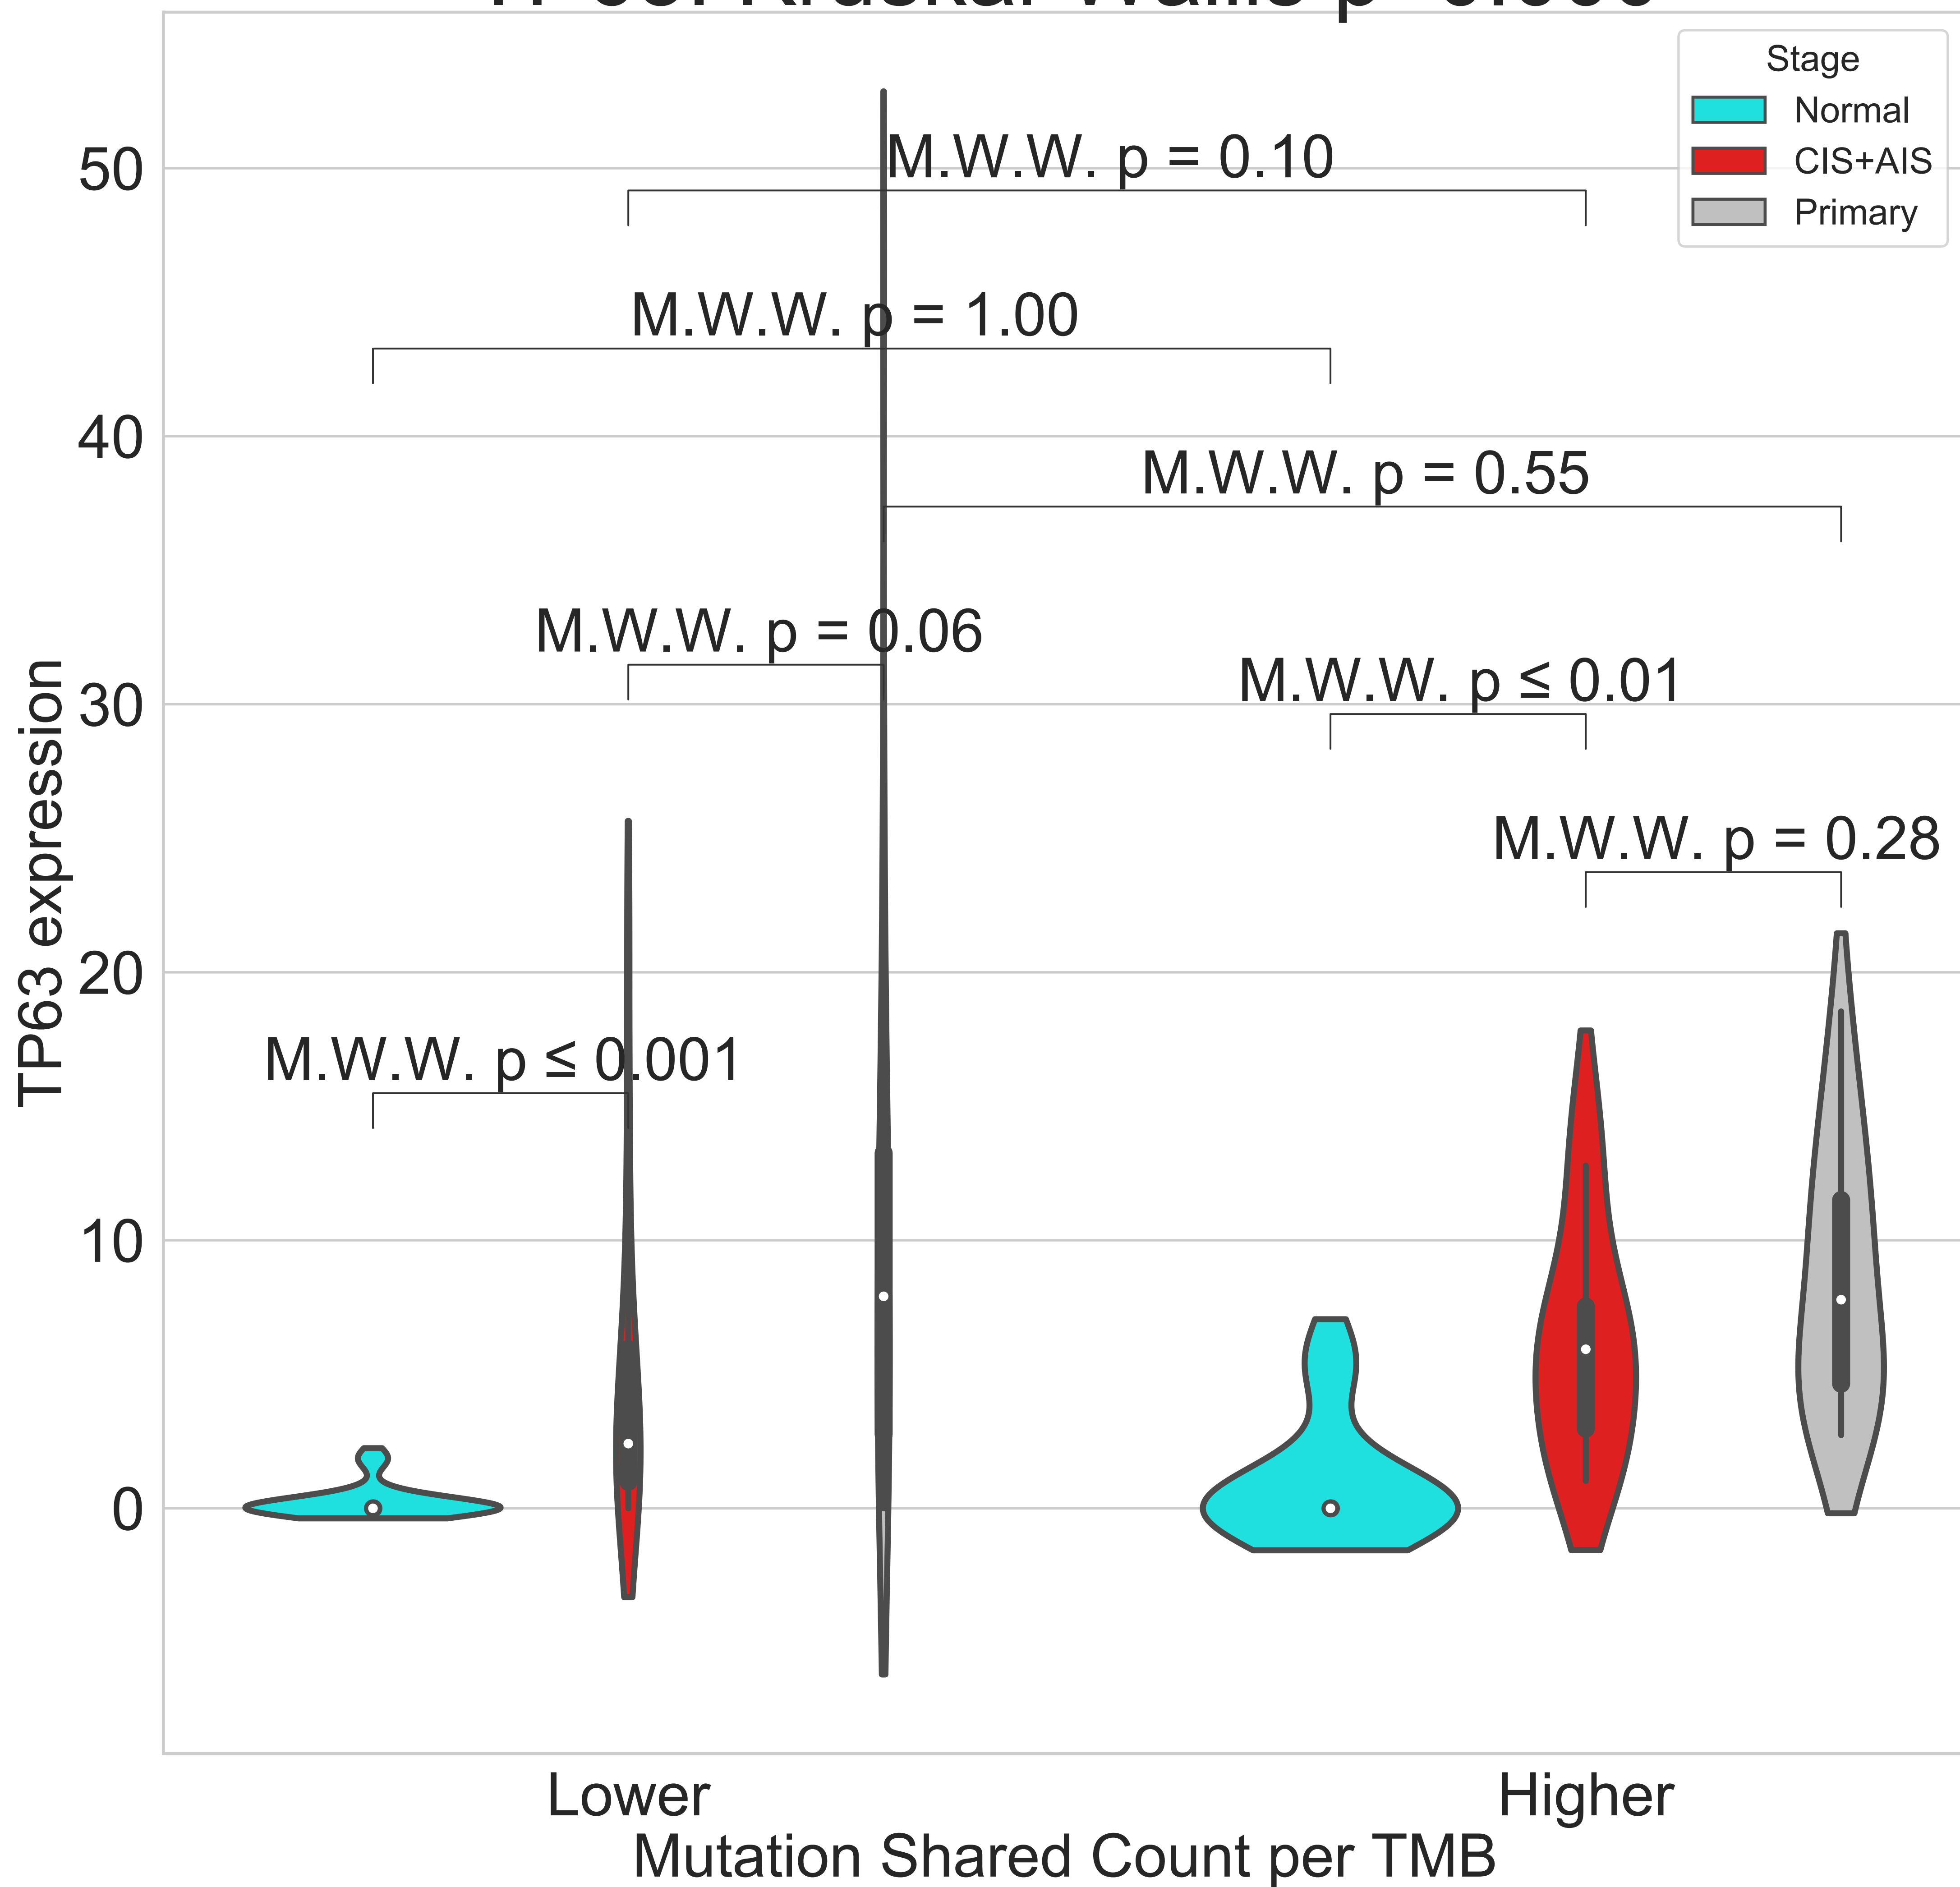 Stage
Normal
CIS+AIS
Primary
M.W.W. p = 0.10
M.W.W. p = 1.00
M.W.W. p = 0.55
M.W.W. p = 0.06
M.W.W. p ≤ 0.01
M.W.W. p = 0.28
M.W.W. p ≤ 0.001
TP63 expression
50
40
30
20
10
0
Lower
Higher
Mutation Shared Count per TMB